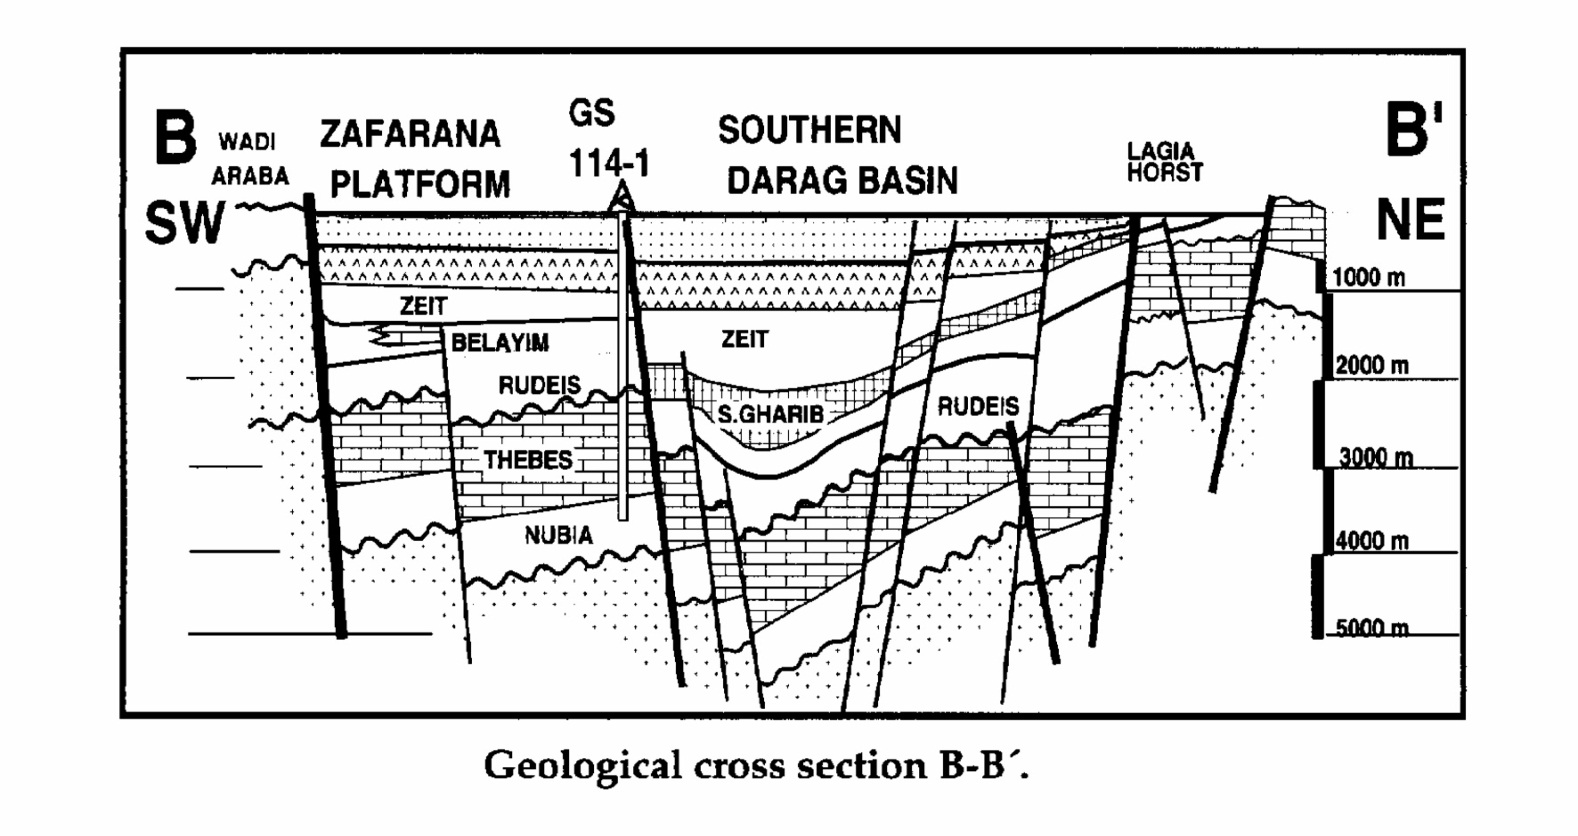 B
B'
WADI
ARABA
ZAFARANA
PLATFORM
GS
114-1
SOUTHERN
DARAG BASIN
LAGIA
HORST
SW
NE
ZEIT
BELAYIM
RUDEIS
THEBES
NUBIA
ZEIT
S.GHARIB
RUDEIS
1000 m
2000 m
3000 m
4000 m
5000 m
Geological cross section B-B´.